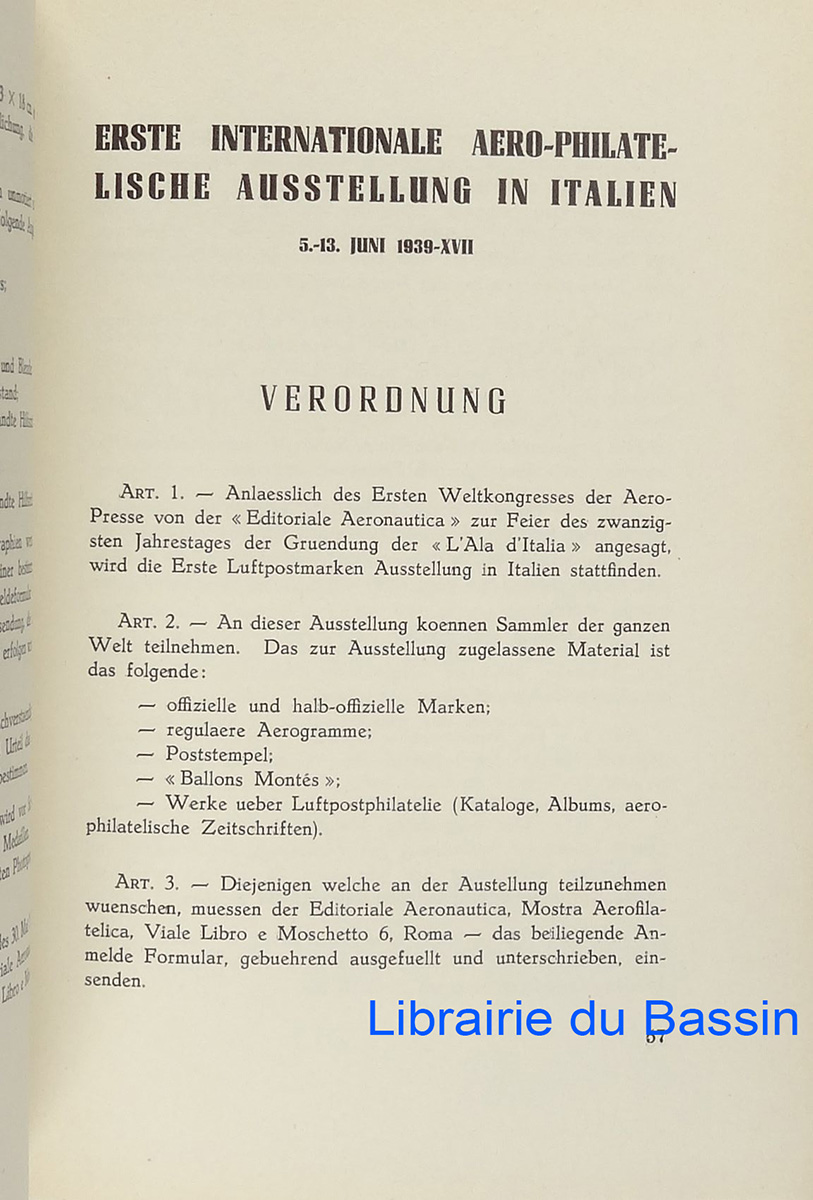 ERSTE INTERNATIONALE AERO-PHILATE-
LISCHE AUSSTELLUNG IN ITALIEN
5.-13. JUNI 1939-XVII
VERORDNUNG
ART. 1. — Anlaesslich des Ersten Weltkongresses der Aero-
Presse von der « Editoriale Aeronautica » zur Feier des zwanzig-
sten Jahrestages der Gruendung der « L'Ala d'Italia » angesagt,
wird die Erste Luftpostmarken Ausstellung in Italien stattfinden.
ART. 2. — An dieser Ausstellung koennen Sammler der ganzen
Welt teilnehmen. Das zur Ausstellung zugelassene Material ist
das folgende:
— offizielle und halb-offizielle Marken;
— regulaere Aerogramme;
— Poststempel;
— « Ballons Montés »;
— Werke ueber Luftpostphilatelie (Kataloge, Albums, aero-
philatelische Zeitschriften).
ART. 3. — Diejenigen welche an der Austellung teilzunehmen
wuenschen, muessen der Editoriale Aeronautica, Mostra Aerofila-
telica, Viale Libro e Moschetto 6, Roma — das beiliegende An-
melde Formular, gebuehrend ausgefuellt und unterschrieben, ein-
senden.
Librairie du Bassin
57